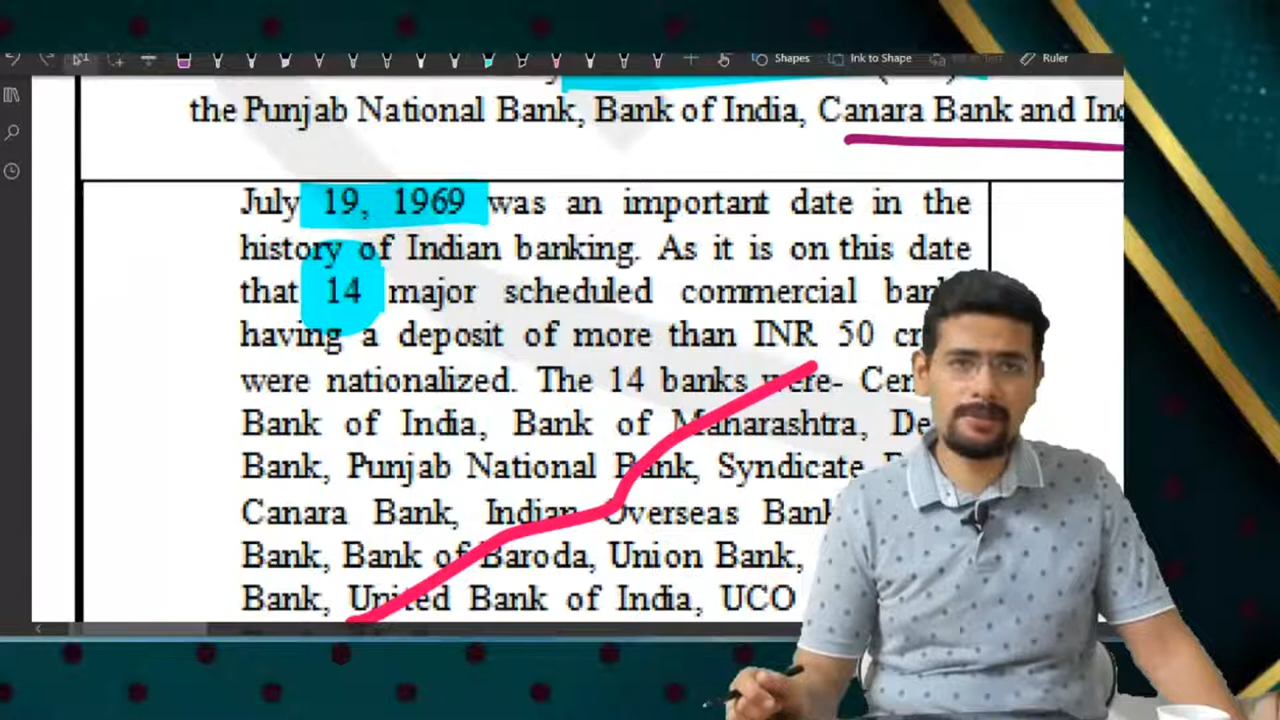 Shapes Ink to Shape Ruler
the Punjab National Bank, Bank of India, Canara Bank and
July 19, 1969 was an important date in the
history of Indian banking. As it is on this date
that 14 major scheduled commercial
having a deposit of more than INR 50
were nationalized. The 14 banks were-
Bank of India, Bank of Maharashtra,
Bank, Punjab National Bank, Syndicate
Canara Bank, Indian Overseas Bank
Bank, Bank of Baroda, Union Bank,
Bank, United Bank of India, UCO